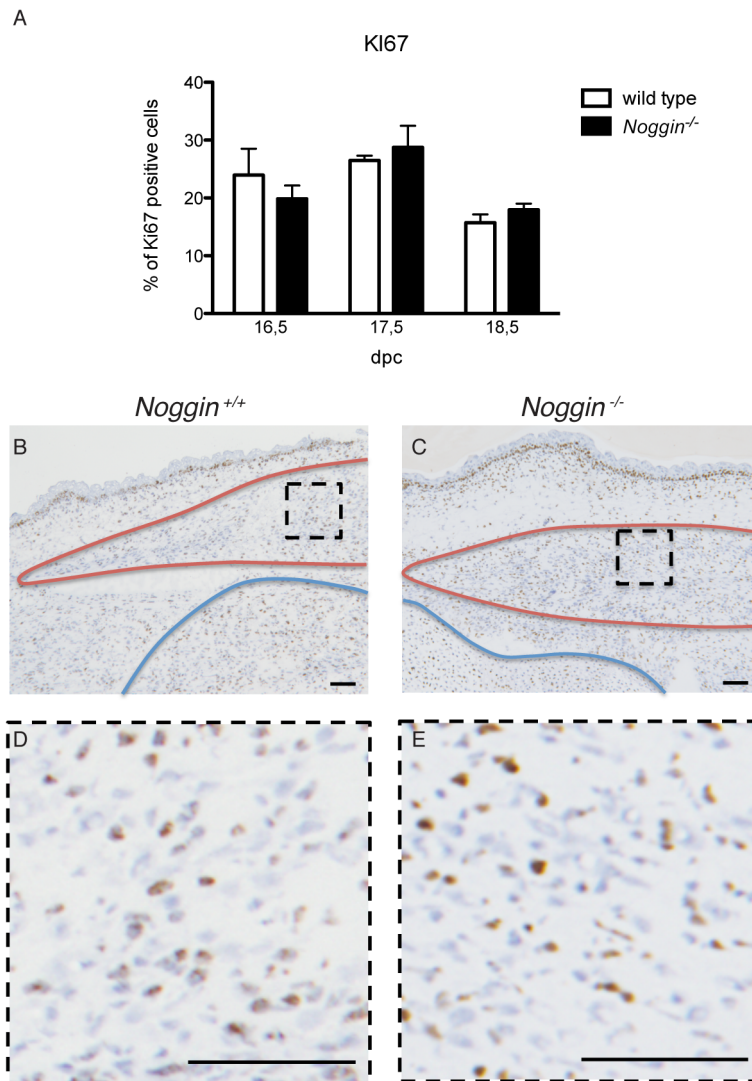 A
KI67
% of Ki67 positive cells
40
30
20
10
0
16,5
17,5
18,5
dpc
wild type
Noggin-/-
Noggin +/+
Noggin -/-
B
C
D
E